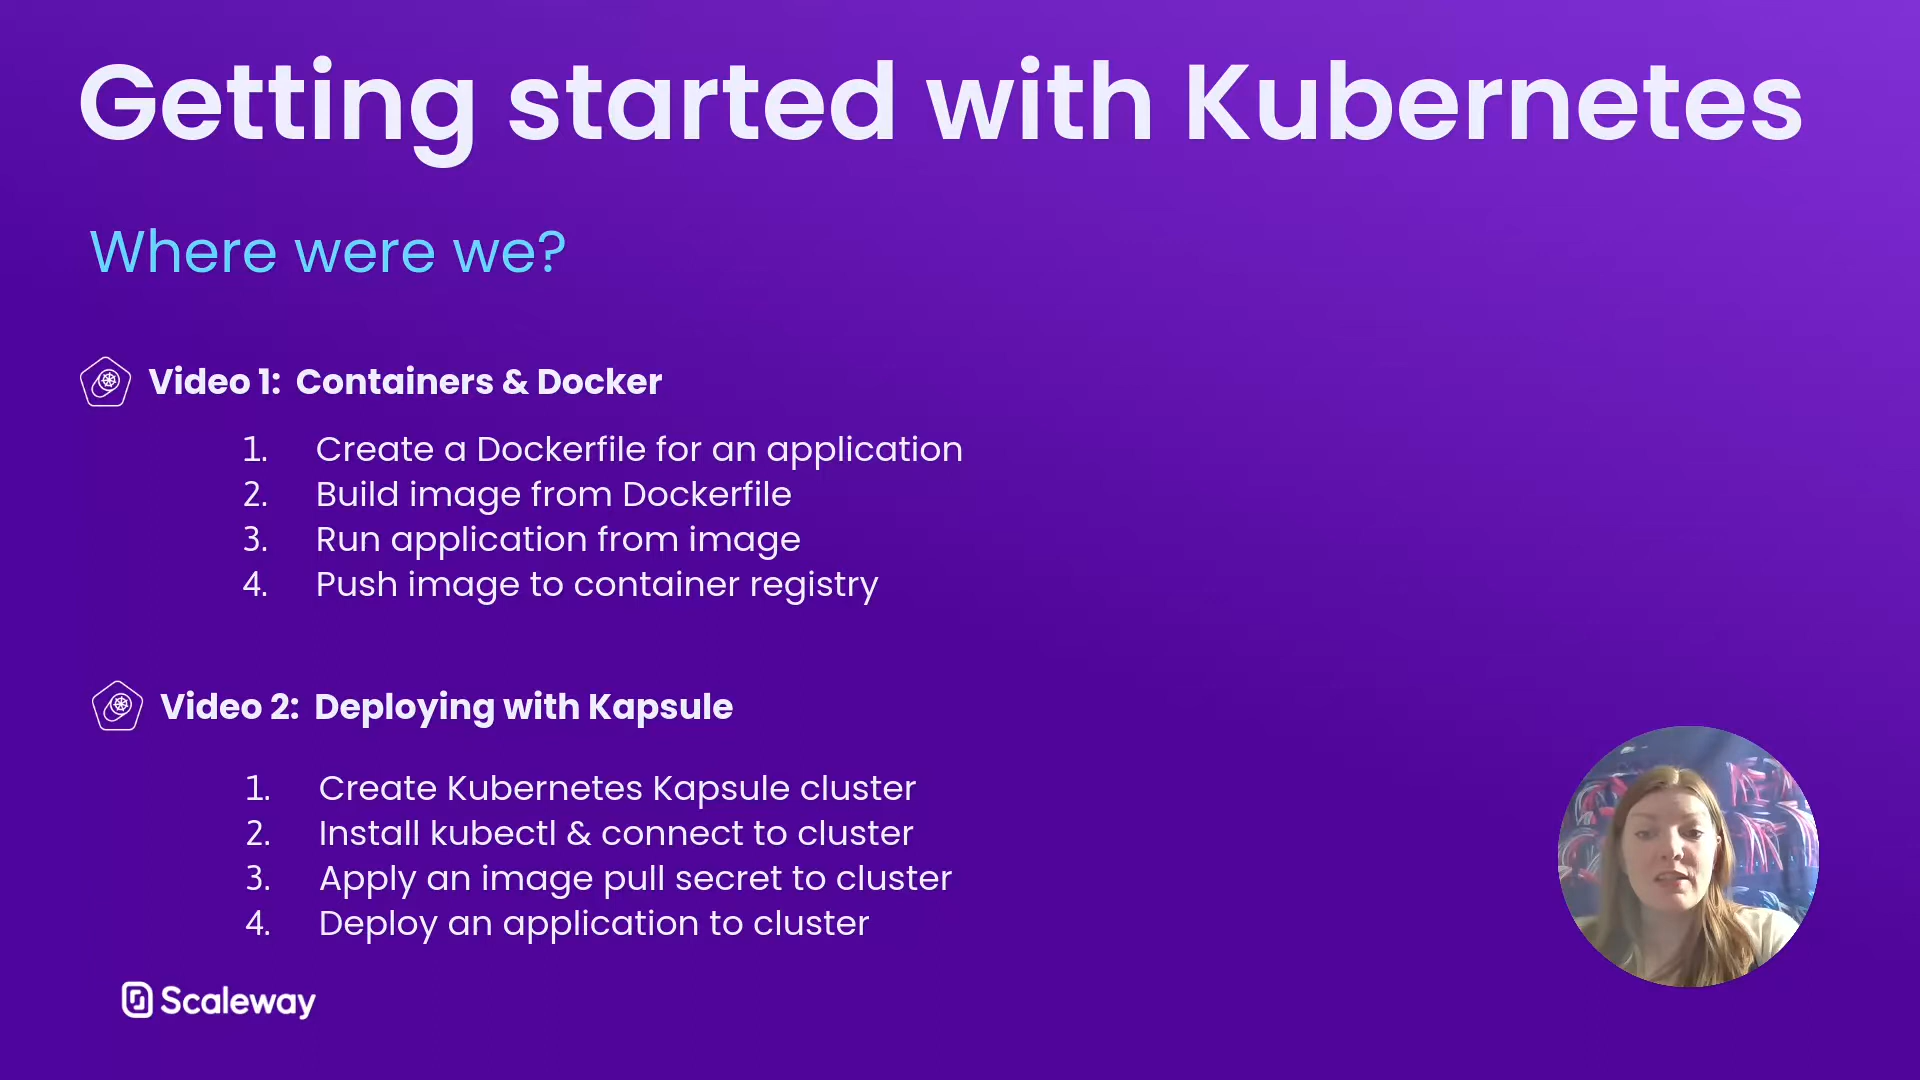 Getting started with Kubernetes
Where were we?
Video 1: Containers & Docker
1. Create a Dockerfile for an application
2. Build image from Dockerfile
3. Run application from image
4. Push image to container registry
Video 2: Deploying with Kapsule
1. Create Kubernetes Kapsule cluster
2. Install kubectl & connect to cluster
3. Apply an image pull secret to cluster
4. Deploy an application to cluster
Scaleway